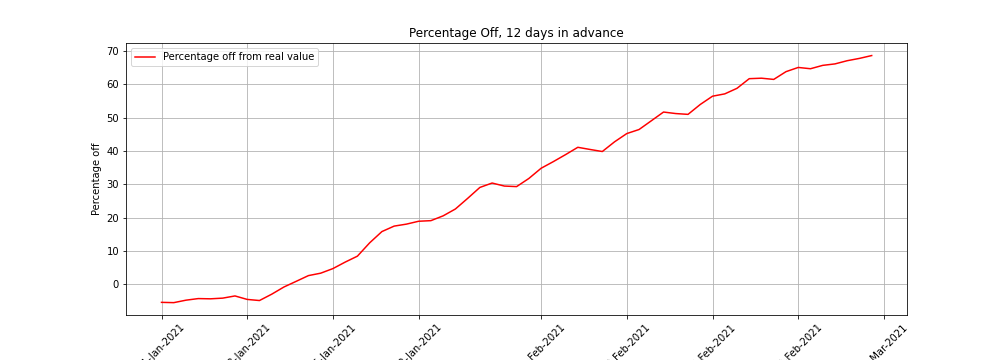 Percentage Off, 12 days in advance
Percentage off from real value
Percentage off
70
60
50
40
30
20
10
0
-Jan-2021
-Jan-2021
-Jan-2021
-Jan-2021
Feb-2021
-Feb-2021
-Feb-2021
-Feb-2021
Mar-2021